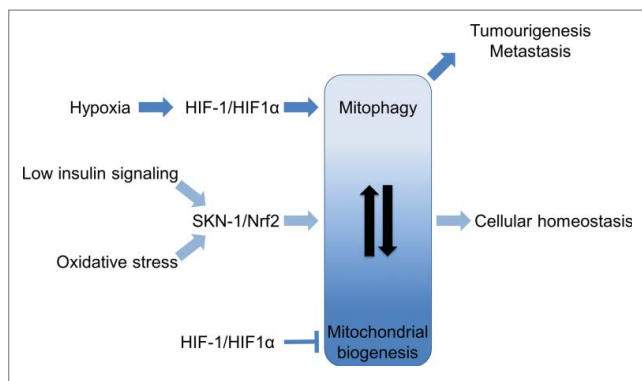 Tumourigenesis
Metastasis
Hypoxia
HIF-1/HIF1α
Mitophagy
Low insulin signaling
SKN-1/Nrf2
Cellular homeostasis
Oxidative stress
HIF-1/HIF1α
Mitochondrial
biogenesis